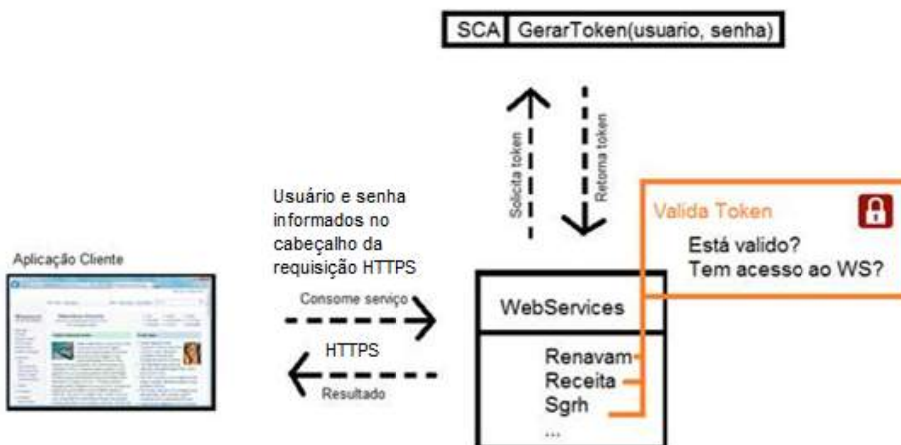 SCA GerarToken(usuario, senha)
Solicita token
Retorna token
Usuário e senha
informados no
cabeçalho da
requisição HTTPS
Valida Token
Está valido?
Tem acesso ao WS?
Aplicação Cliente
Consome serviço
HTTPS
Resultado
WebServices
Renavam
Receita
Sgrh
...